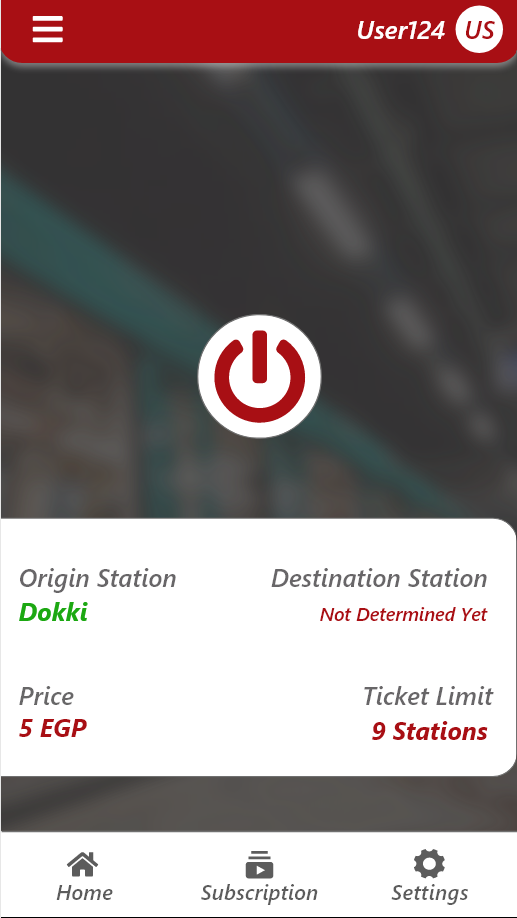 User124 US
Origin Station Destination Station
Dokki Not Determined Yet
Price Ticket Limit
5 EGP 9 Stations
Home Subscription Settings